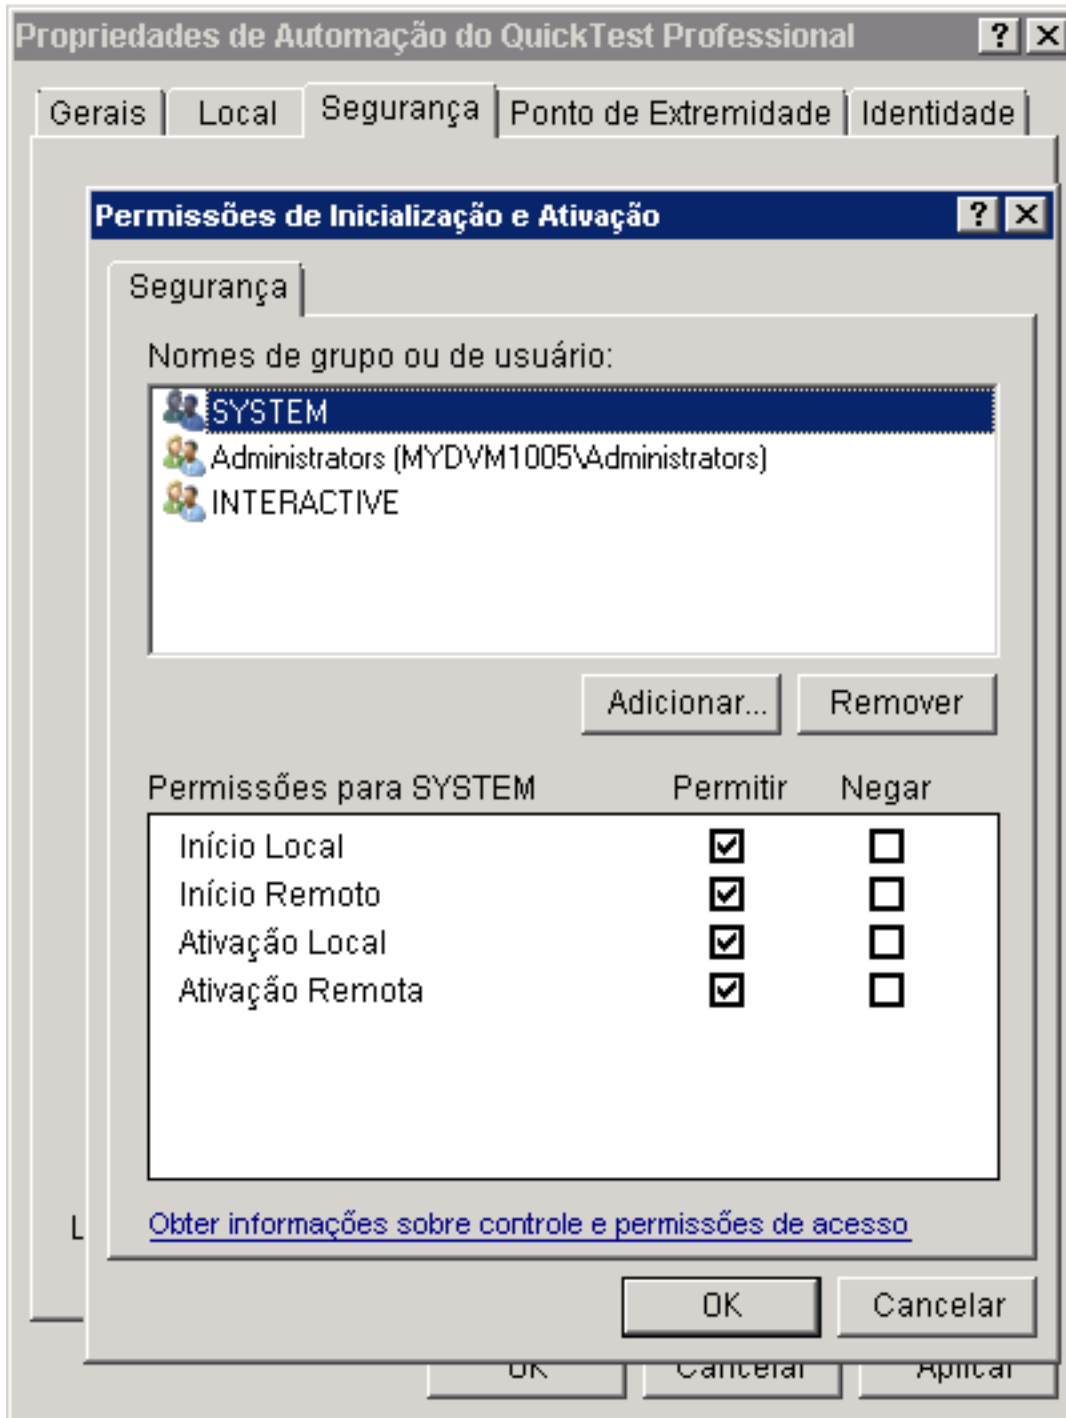 Propriedades de Automação do QuickTest Professional
Gerais Local Segurança Ponto de Extremidade Identidade
Permissões de Inicialização e Ativação
Segurança
Nomes de grupo ou de usuário:
SYSTEM
Administrators (MYDVM1005\Administrators)
INTERACTIVE
Adicionar... Remover
Permissões para SYSTEM Permitir Negar
Início Local
Início Remoto
Ativação Local
Ativação Remota
L
Obter informações sobre controle e permissões de acesso
OK Cancelar
OK Cancelar Aplicar